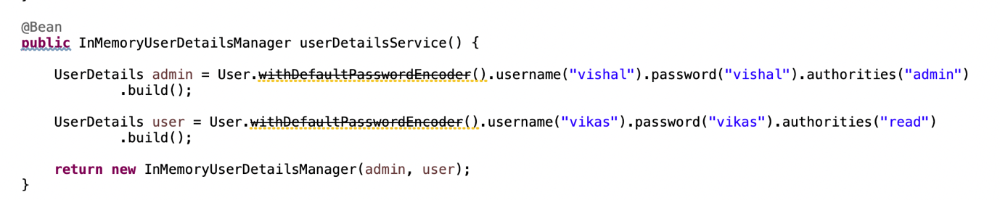 @Bean
public InMemoryUserDetailsManager userDetailsService() {
UserDetails admin = User.withDefaultPasswordEncoder().username("vishal").password("vishal").authorities("admin")
.build();
UserDetails user = User.withDefaultPasswordEncoder().username("vikas").password("vikas").authorities("read")
.build();
return new InMemoryUserDetailsManager(admin, user);
}